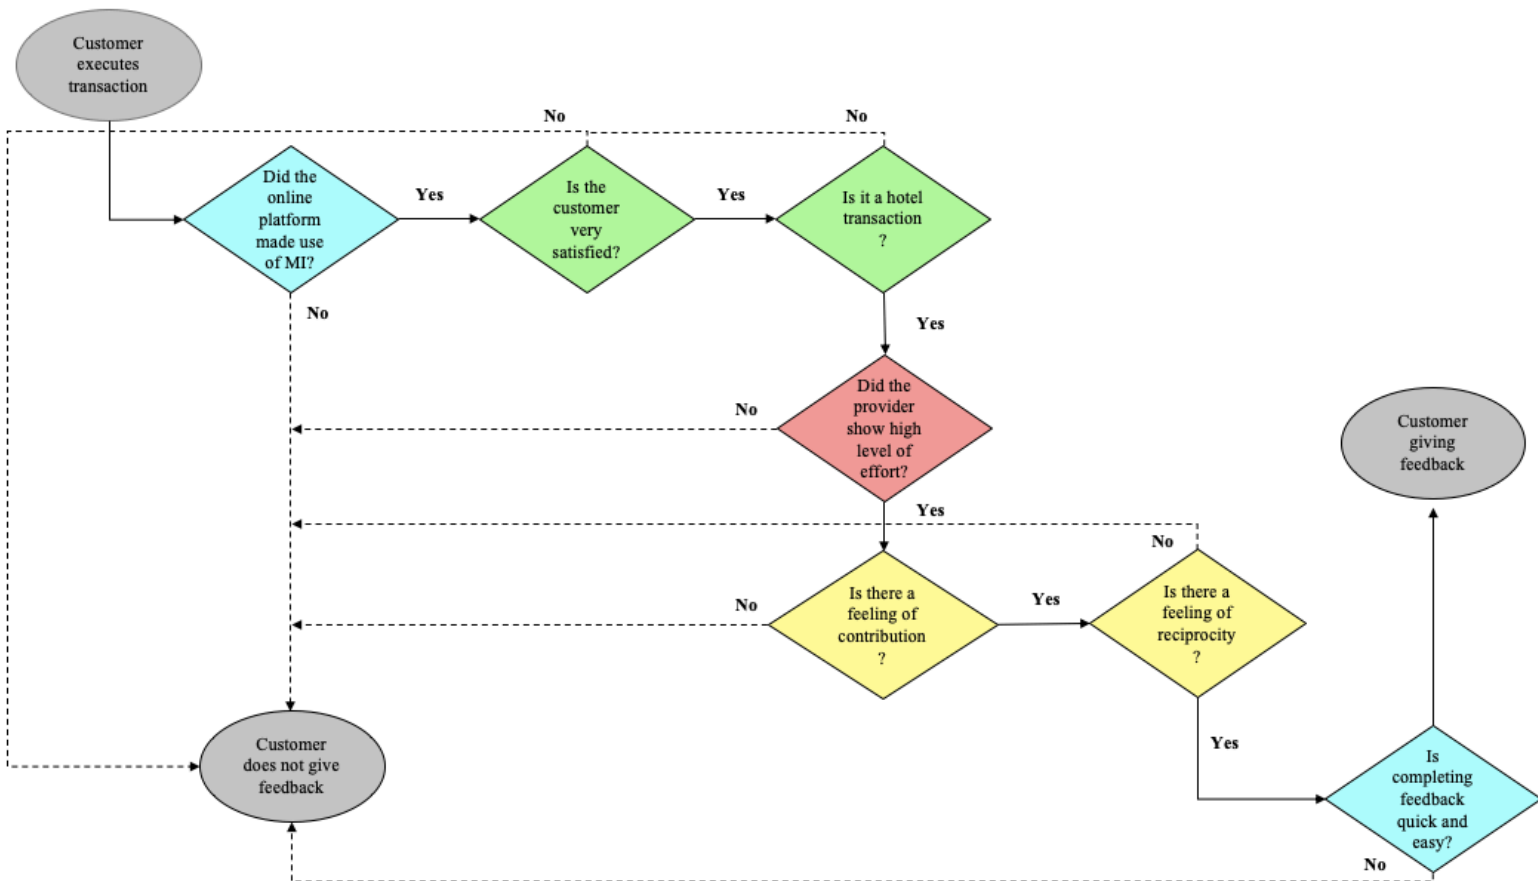 Customer
executes
transaction
No
No
Did the
online
platform
made use
of MI?
Yes
Is the
customer
very
satisfied?
Yes
Is it a hotel
transaction
?
No
Yes
Did the
provider
show high
level of
effort?
No
Customer
giving
feedback
Yes
No
Is there a
feeling of
contribution
?
No
Yes
Is there a
feeling of
reciprocity
?
Yes
Customer
does not give
feedback
Is
completing
feedback
quick and
easy?
No